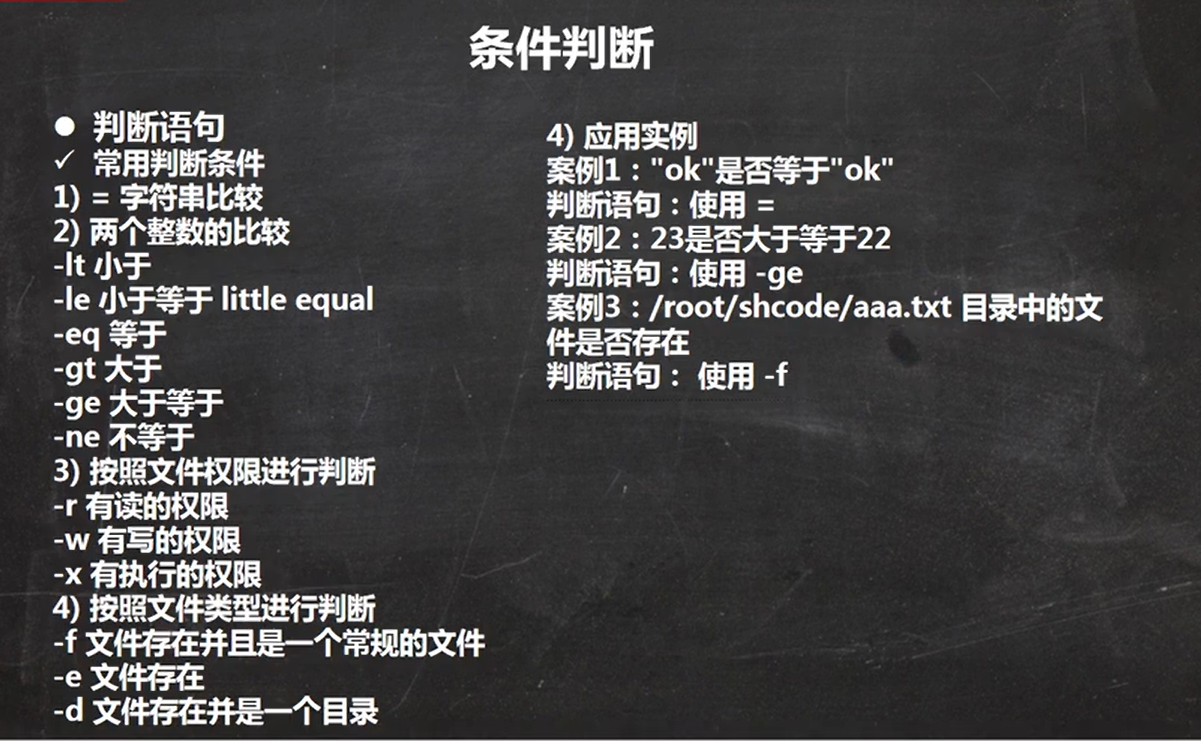 条件判断
● 判断语句
✓ 常用判断条件
1) = 字符串比较
2) 两个整数的比较
-lt 小于
-le 小于等于 little equal
-eq 等于
-gt 大于
-ge 大于等于
-ne 不等于
3) 按照文件权限进行判断
-r 有读的权限
-w 有写的权限
-x 有执行的权限
4) 按照文件类型进行判断
-f 文件存在并且是一个常规的文件
-e 文件存在
-d 文件存在并是一个目录
4) 应用实例
案例1："ok"是否等于"ok"
判断语句：使用 =
案例2：23是否大于等于22
判断语句：使用 -ge
案例3：/root/shcode/aaa.txt 目录中的文
件是否存在
判断语句： 使用 -f